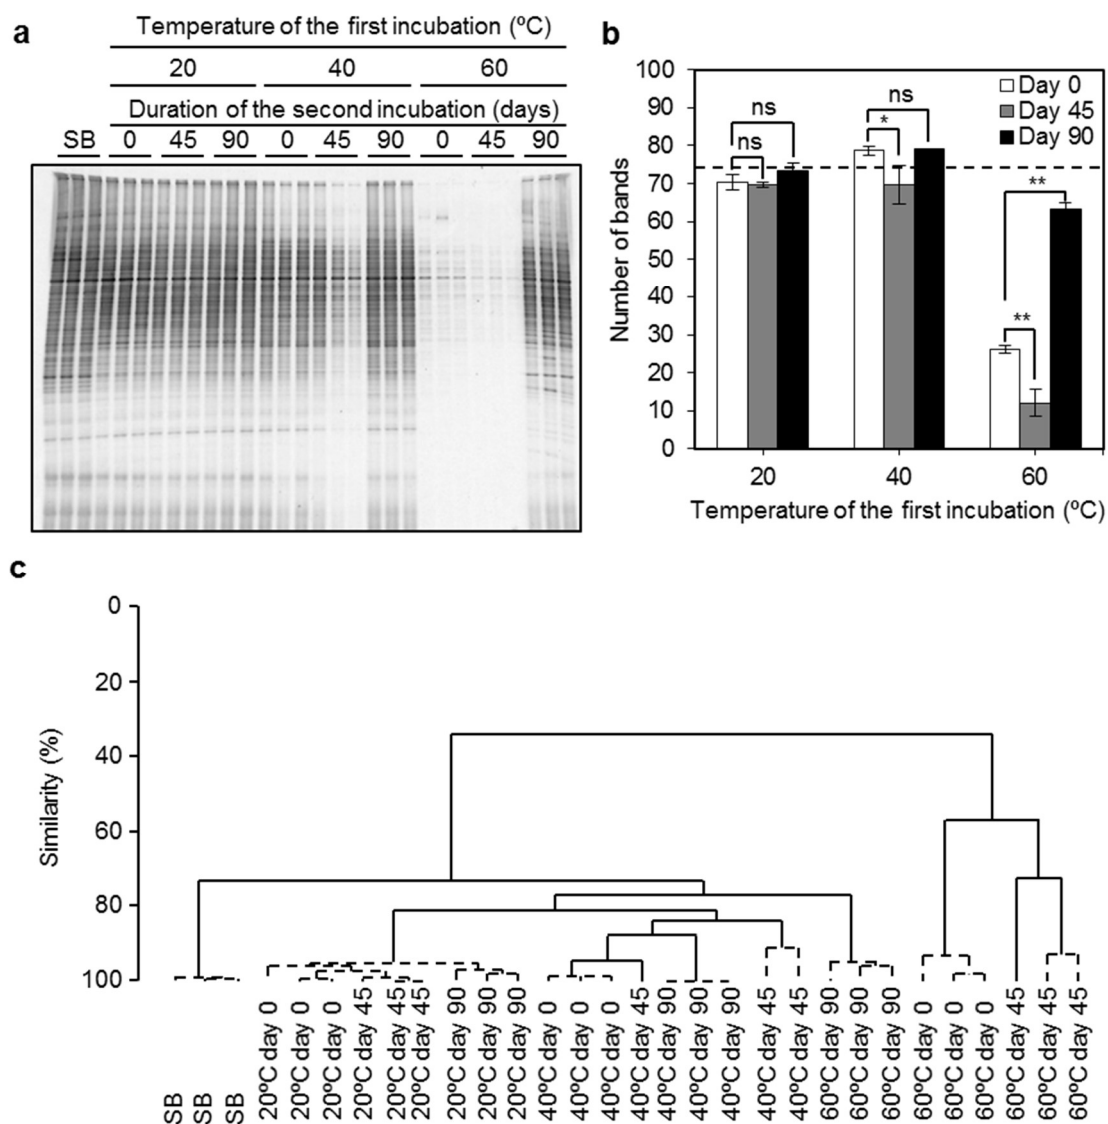 a
Temperature of the first incubation (ºC)
20 40 60
Duration of the second incubation (days)
SB 0 45 90 0 45 90 0 45 90
b
100
90
80
70
60
50
40
30
20
10
0
Number of bands
Day 0
Day 45
Day 90
ns
ns
ns
*
**
**
20 40 60
Temperature of the first incubation (ºC)
c
0
20
40
60
80
100
Similarity (%)
SB
SB
SB
20ºC day 0
20ºC day 0
20ºC day 0
20ºC day 45
20ºC day 45
20ºC day 45
20ºC day 90
20ºC day 90
20ºC day 90
40ºC day 0
40ºC day 0
40ºC day 0
40ºC day 45
40ºC day 90
40ºC day 90
40ºC day 90
40ºC day 45
40ºC day 45
60ºC day 90
60ºC day 90
60ºC day 90
60ºC day 0
60ºC day 0
60ºC day 0
60ºC day 45
60ºC day 45
60ºC day 45